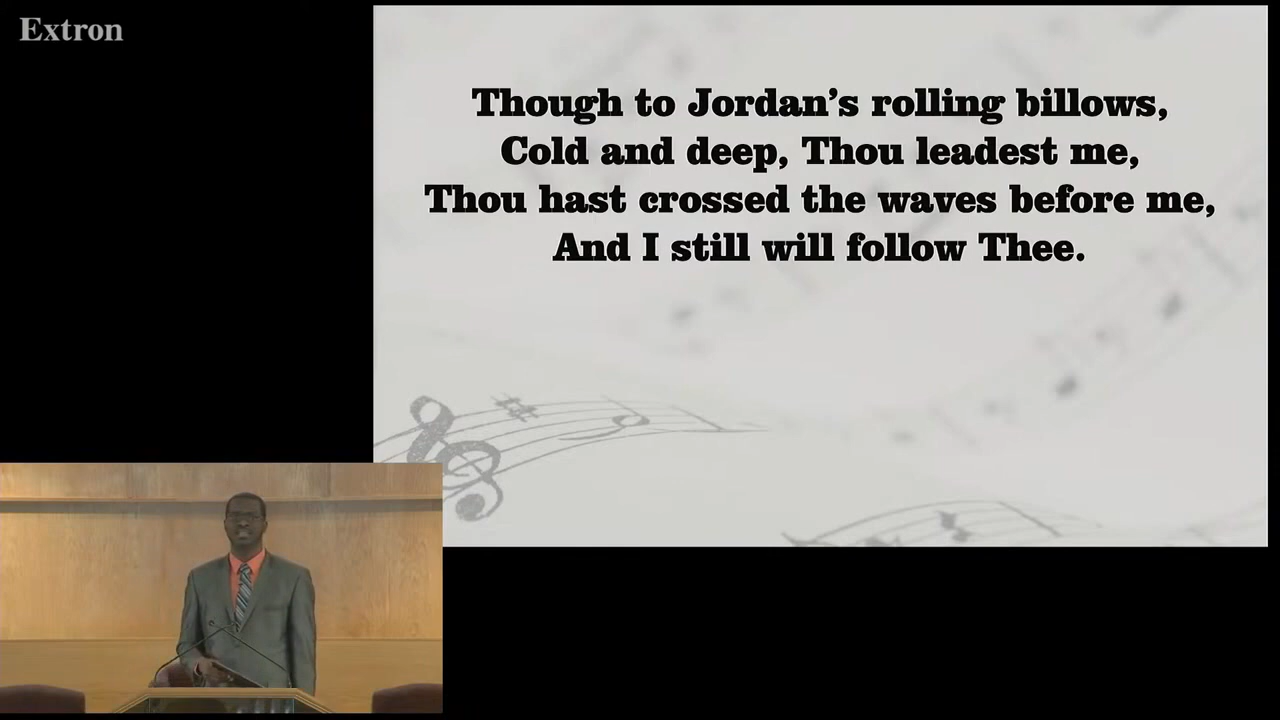 Extron
Though to Jordan’s rolling billows,
Cold and deep, Thou leadest me,
Thou hast crossed the waves before me,
And I still will follow Thee.